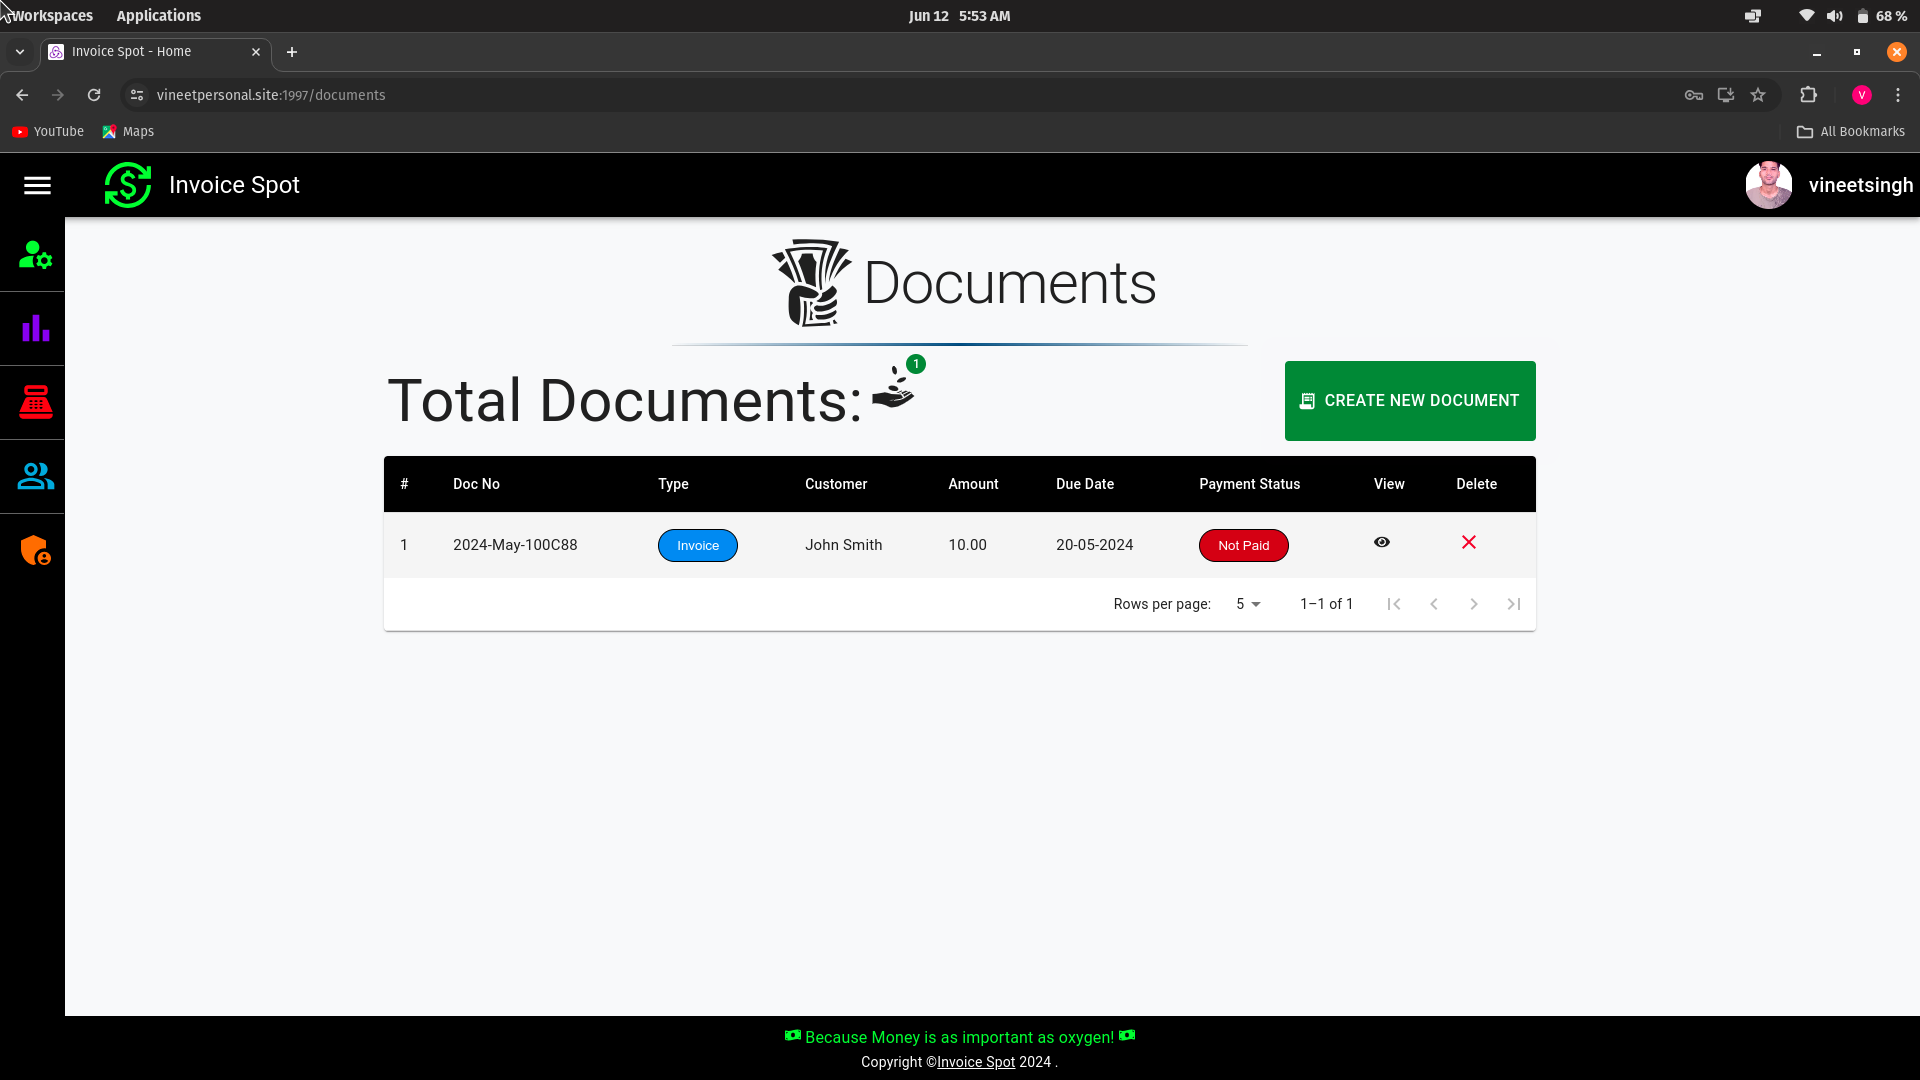 Workspaces Applications Jun 12 5:53 AM 68 %
Invoice Spot - Home
vineetpersonal.site:1997/documents V
YouTube Maps All Bookmarks
Invoice Spot vineetsingh
Documents
Total Documents: 1
CREATE NEW DOCUMENT
# Doc No Type Customer Amount Due Date Payment Status View Delete
1 2024-May-100C88 Invoice John Smith 10.00 20-05-2024 Not Paid
Rows per page: 5 1–1 of 1
Because Money is as important as oxygen!
Copyright ©Invoice Spot 2024 .